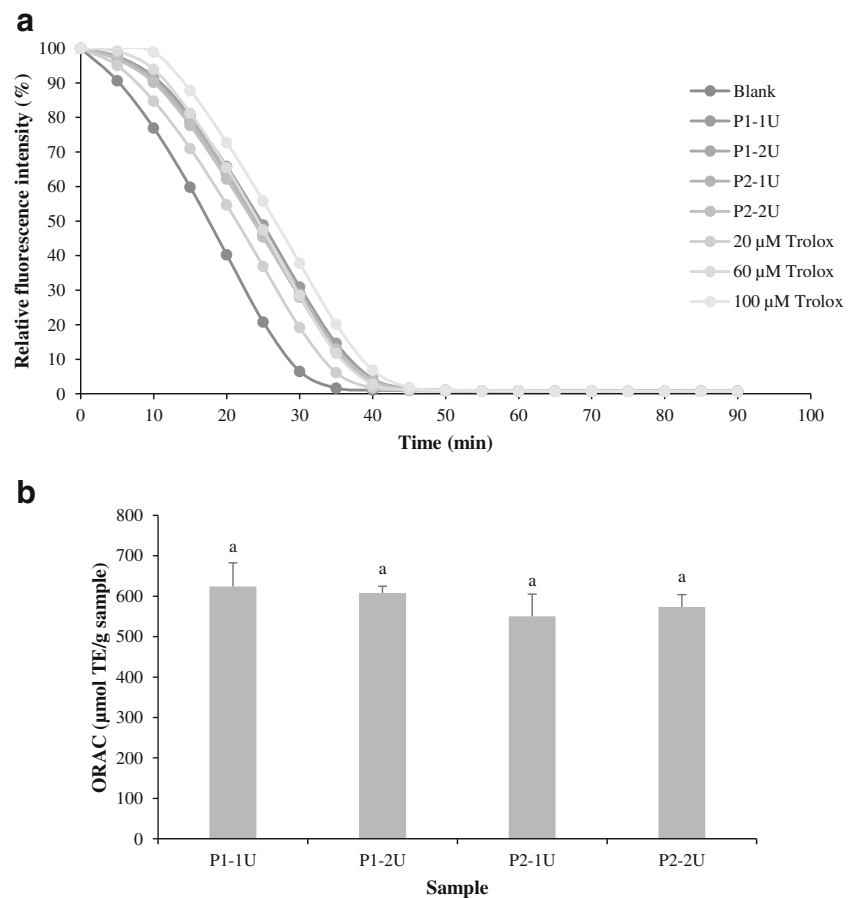 a
Relative fluorescence intensity (%)
100
90
80
70
60
50
40
30
20
10
0
0 10 20 30 40 50 60 70 80 90 100
Time (min)
Blank
P1-1U
P1-2U
P2-1U
P2-2U
20 µM Trolox
60 µM Trolox
100 µM Trolox
b
ORAC (µmol TE/g sample)
800
700
600
500
400
300
200
100
0
a a a a
P1-1U P1-2U P2-1U P2-2U
Sample